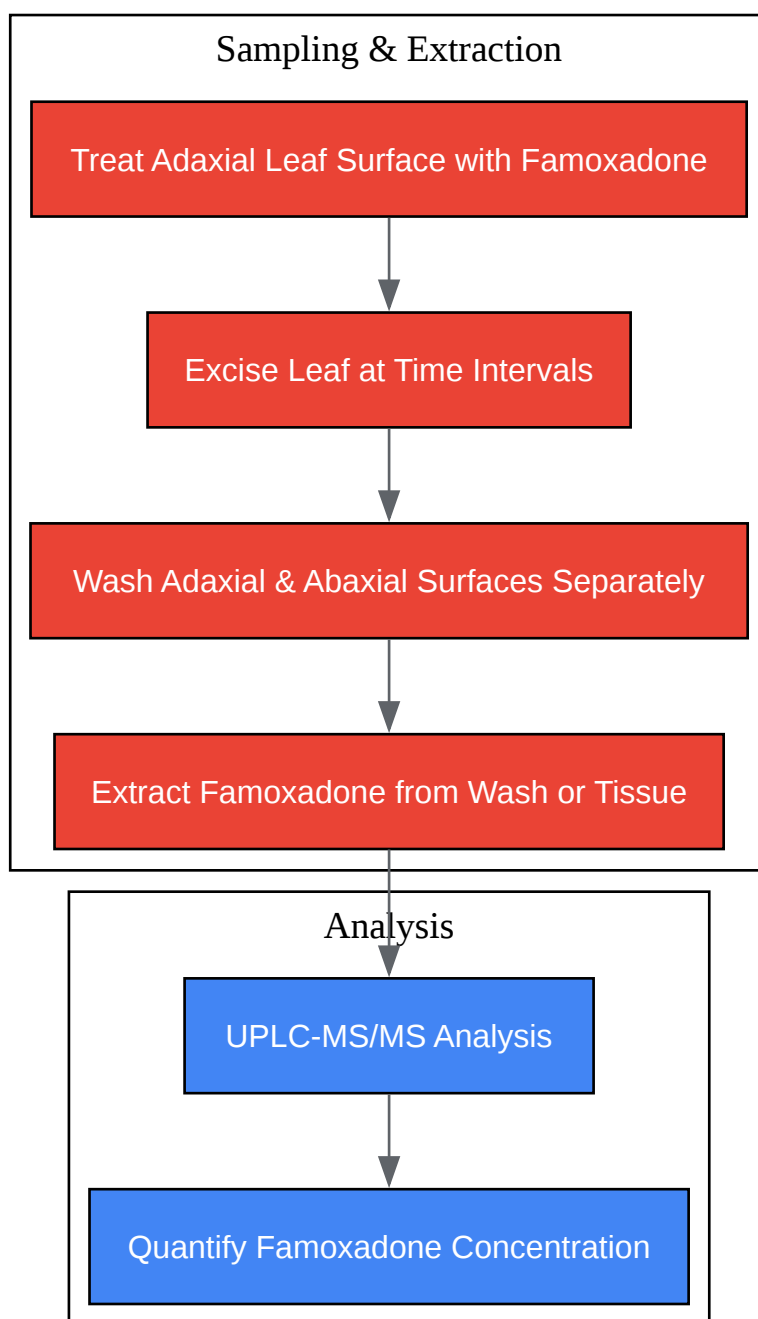 Sampling & Extraction
Treat Adaxial Leaf Surface with Famoxadone
Excise Leaf at Time Intervals
Wash Adaxial & Abaxial Surfaces Separately
Extract Famoxadone from Wash or Tissue
Analysis
UPLC-MS/MS Analysis
Quantify Famoxadone Concentration